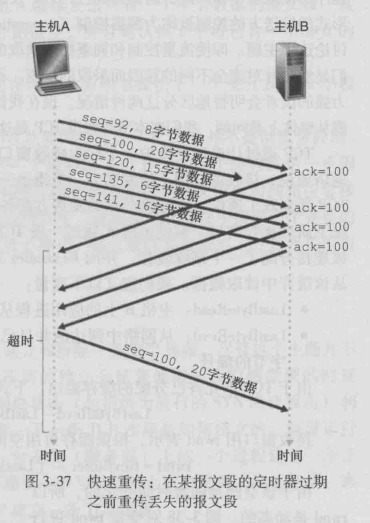 主机A
主机B
seq=92, 8字节数据
seq=100, 20字节数据
seq=120, 15字节数据
seq=135, 6字节数据
seq=141, 16字节数据
ack=100
ack=100
ack=100
ack=100
超时
seq=100, 20字节数据
时间
时间
图 3-37 快速重传：在某报文段的定时器过期
之前重传丢失的报文段